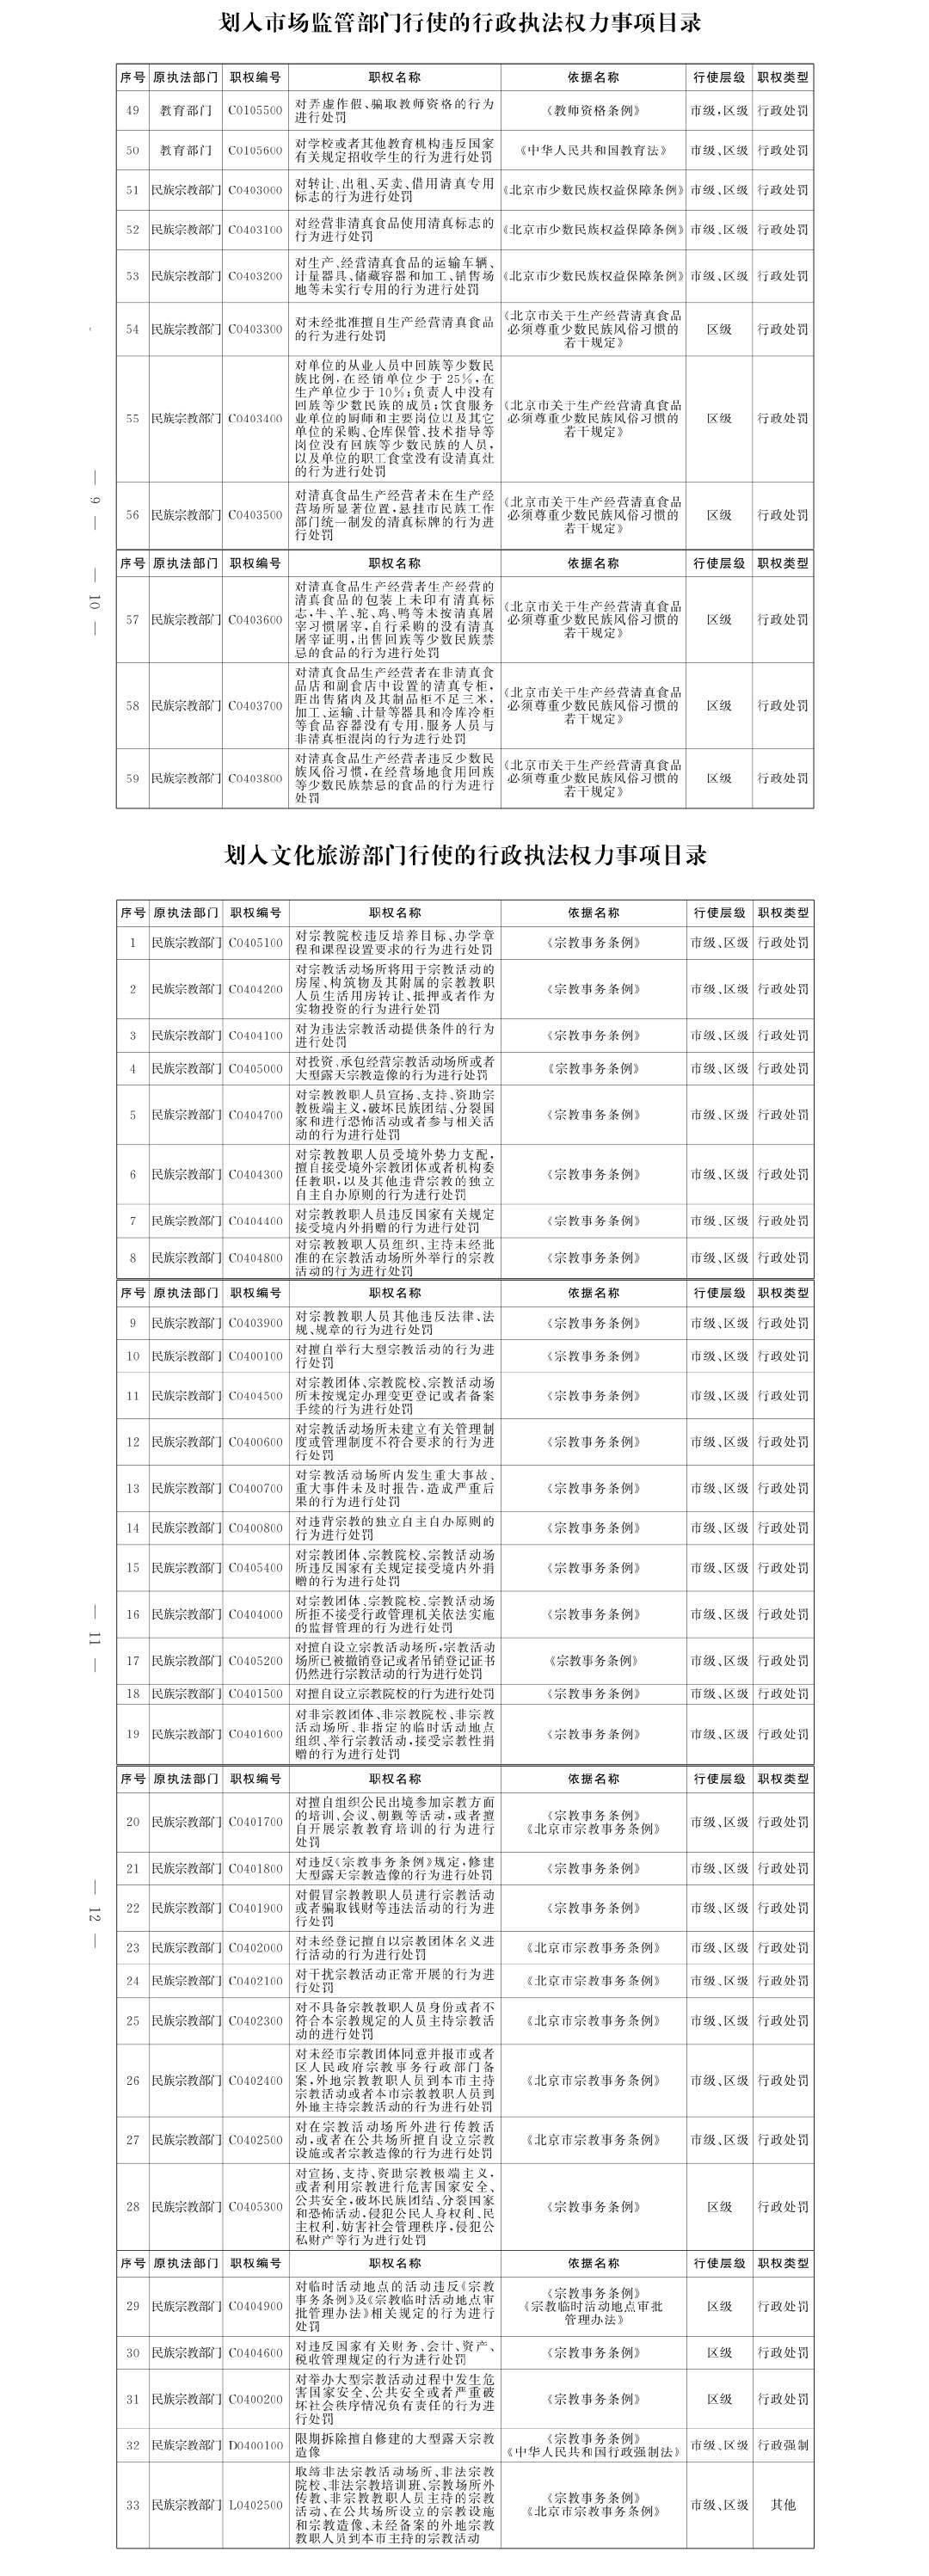 划入市场监管部门行使的行政执法权力事项目录
序号 原执法部门 职权编号 职权名称 依据名称 行使层级 职权类型
49 教育部门 C0105500 对弄虚作假、骗取教师资格的行为
进行处罚 《教师资格条例》 市级、区级 行政处罚
50 教育部门 C0105600 对学校或者其他教育机构违反国家
有关规定招收学生的行为进行处罚 《中华人民共和国教育法》 市级、区级 行政处罚
51 民族宗教部门 C0403000 对转让、出租、买卖、借用清真专用
标志的行为进行处罚 《北京市少数民族权益保障条例》 市级、区级 行政处罚
52 民族宗教部门 C0403100 对经营非清真食品使用清真标志的
行为进行处罚 《北京市少数民族权益保障条例》 市级、区级 行政处罚
53 民族宗教部门 C0403200 对生产、经营清真食品的运输车辆、
计量器具、储藏容器和加工、销售场
地等未实行专用的行为进行处罚 《北京市少数民族权益保障条例》 市级、区级 行政处罚
54 民族宗教部门 C0403300 对未经批准擅自生产经营清真食品
的行为进行处罚 《北京市关于生产经营清真食品
必须尊重少数民族风俗习惯的
若干规定》 区级 行政处罚
55 民族宗教部门 C0403400 对单位的从业人员中回族等少数民
族比例,在经销单位少于25%,在
生产单位少于10%;负责人中没有
回族等少数民族的成员;饮食服务
业单位的厨师和主要岗位以及其它
单位的采购、仓库保管、技术指导等
岗位没有回族等少数民族的人员,
以及单位的职工食堂没有设清真灶
的行为进行处罚 《北京市关于生产经营清真食品
必须尊重少数民族风俗习惯的
若干规定》 区级 行政处罚
56 民族宗教部门 C0403500 对清真食品生产经营者未在生产经
营场所显著位置,悬挂市民族工作
部门统一制发的清真标牌的行为进
行处罚 《北京市关于生产经营清真食品
必须尊重少数民族风俗习惯的
若干规定》 区级 行政处罚
— 9 —
— 10 —
序号 原执法部门 职权编号 职权名称 依据名称 行使层级 职权类型
57 民族宗教部门 C0403600 对清真食品生产经营者生产经营的
清真食品的包装上未印有清真标
志,牛、羊、驼、鸡、鸭等未按清真屠
宰习惯屠宰,自行采购的没有清真
屠宰证明,出售回族等少数民族禁
忌的食品的行为进行处罚 《北京市关于生产经营清真食品
必须尊重少数民族风俗习惯的
若干规定》 区级 行政处罚
58 民族宗教部门 C0403700 对清真食品生产经营者在非清真食
品店和副食店中设置的清真专柜,
距出售猪肉及其制品柜不足三米,
加工、运输、计量等器具和冷库冷柜
等食品容器没有专用,服务人员与
非清真柜混岗的行为进行处罚 《北京市关于生产经营清真食品
必须尊重少数民族风俗习惯的
若干规定》 区级 行政处罚
59 民族宗教部门 C0403800 对清真食品生产经营者违反少数民
族风俗习惯,在经营场地食用回族
等少数民族禁忌的食品的行为进行
处罚 《北京市关于生产经营清真食品
必须尊重少数民族风俗习惯的
若干规定》 区级 行政处罚
划入文化旅游部门行使的行政执法权力事项目录
序号 原执法部门 职权编号 职权名称 依据名称 行使层级 职权类型
1 民族宗教部门 C0405100 对宗教院校违反培养目标、办学章
程和课程设置要求的行为进行处罚 《宗教事务条例》 市级、区级 行政处罚
2 民族宗教部门 C0404200 对宗教活动场所将用于宗教活动的
房屋、构筑物及其附属的宗教教职
人员生活用房转让、抵押或者作为
实物投资的行为进行处罚 《宗教事务条例》 市级、区级 行政处罚
3 民族宗教部门 C0404100 对为违法宗教活动提供条件的行为
进行处罚 《宗教事务条例》 市级、区级 行政处罚
4 民族宗教部门 C0405000 对投资、承包经营宗教活动场所或者
大型露天宗教造像的行为进行处罚 《宗教事务条例》 市级、区级 行政处罚
5 民族宗教部门 C0404700 对宗教教职人员宣扬、支持、资助宗
教极端主义,破坏民族团结、分裂国
家和进行恐怖活动或者参与相关活
动的行为进行处罚 《宗教事务条例》 市级、区级 行政处罚
6 民族宗教部门 C0404300 对宗教教职人员受境外势力支配,
擅自接受境外宗教团体或者机构委
任教职,以及其他违背宗教的独立
自主自办原则的行为进行处罚 《宗教事务条例》 市级、区级 行政处罚
7 民族宗教部门 C0404400 对宗教教职人员违反国家有关规定
接受境内外捐赠的行为进行处罚 《宗教事务条例》 市级、区级 行政处罚
8 民族宗教部门 C0404800 对宗教教职人员组织、主持未经批
准的在宗教活动场所外举行的宗教
活动的行为进行处罚 《宗教事务条例》 市级、区级 行政处罚
序号 原执法部门 职权编号 职权名称 依据名称 行使层级 职权类型
9 民族宗教部门 C0403900 对宗教教职人员其他违反法律、法
规、规章的行为进行处罚 《宗教事务条例》 市级、区级 行政处罚
10 民族宗教部门 C0400100 对擅自举行大型宗教活动的行为进
行处罚 《宗教事务条例》 市级、区级 行政处罚
11 民族宗教部门 C0404500 对宗教团体、宗教院校、宗教活动场
所未按规定办理变更登记或者备案
手续的行为进行处罚 《宗教事务条例》 市级、区级 行政处罚
12 民族宗教部门 C0400600 对宗教活动场所未建立有关管理制
度或管理制度不符合要求的行为进
行处罚 《宗教事务条例》 市级、区级 行政处罚
13 民族宗教部门 C0400700 对宗教活动场所内发生重大事故、
重大事件未及时报告,造成严重后
果的行为进行处罚 《宗教事务条例》 市级、区级 行政处罚
14 民族宗教部门 C0400800 对违背宗教的独立自主自办原则的
行为进行处罚 《宗教事务条例》 市级、区级 行政处罚
15 民族宗教部门 C0405400 对宗教团体、宗教院校、宗教活动场
所违反国家有关规定接受境内外捐
赠的行为进行处罚 《宗教事务条例》 市级、区级 行政处罚
16 民族宗教部门 C0404000 对宗教团体、宗教院校、宗教活动场
所拒不接受行政管理机关依法实施
的监督管理的行为进行处罚 《宗教事务条例》 市级、区级 行政处罚
17 民族宗教部门 C0405200 对擅自设立宗教活动场所,宗教活动
场所已被撤销登记或者吊销登记证书
仍然进行宗教活动的行为进行处罚 《宗教事务条例》 市级、区级 行政处罚
18 民族宗教部门 C0401500 对擅自设立宗教院校的行为进行处罚 《宗教事务条例》 市级、区级 行政处罚
19 民族宗教部门 C0401600 对非宗教团体、非宗教院校、非宗教
活动场所、非指定的临时活动地点
组织、举行宗教活动,接受宗教性捐
赠的行为进行处罚 《宗教事务条例》 市级、区级 行政处罚
— 11 —
— 12 —
序号 原执法部门 职权编号 职权名称 依据名称 行使层级 职权类型
20 民族宗教部门 C0401700 对擅自组织公民出境参加宗教方面
的培训、会议、朝觐等活动,或者擅
自开展宗教教育培训的行为进行
处罚 《宗教事务条例》
《北京市宗教事务条例》 市级、区级 行政处罚
21 民族宗教部门 C0401800 对违反《宗教事务条例》规定,修建
大型露天宗教造像的行为进行处罚 《宗教事务条例》 市级、区级 行政处罚
22 民族宗教部门 C0401900 对假冒宗教教职人员进行宗教活动
或者骗取钱财等违法活动的行为进
行处罚 《宗教事务条例》 市级、区级 行政处罚
23 民族宗教部门 C0402000 对未经登记擅自以宗教团体名义进
行活动的行为进行处罚 《北京市宗教事务条例》 市级、区级 行政处罚
24 民族宗教部门 C0402100 对干扰宗教活动正常开展的行为进
行处罚 《北京市宗教事务条例》 市级、区级 行政处罚
25 民族宗教部门 C0402300 对不具备宗教教职人员身份或者不
符合本宗教规定的人员主持宗教活
动的进行处罚 《北京市宗教事务条例》 市级、区级 行政处罚
26 民族宗教部门 C0402400 对未经市宗教团体同意并报市或者
区人民政府宗教事务行政部门备
案,外地宗教教职人员到本市主持
宗教活动或者本市宗教教职人员到
外地主持宗教活动的行为进行处罚 《北京市宗教事务条例》 市级、区级 行政处罚
27 民族宗教部门 C0402500 对在宗教活动场所外进行传教活
动,或者在公共场所擅自设立宗教
设施或者宗教造像的行为进行处罚 《北京市宗教事务条例》 市级、区级 行政处罚
28 民族宗教部门 C0405300 对宣扬、支持、资助宗教极端主义,
或者利用宗教进行危害国家安全、
公共安全,破坏民族团结、分裂国家
和恐怖活动,侵犯公民人身权利、民
主权利,妨害社会管理秩序,侵犯公
私财产等行为进行处罚 《宗教事务条例》 区级 行政处罚
序号 原执法部门 职权编号 职权名称 依据名称 行使层级 职权类型
29 民族宗教部门 C0404900 对临时活动地点的活动违反《宗教
事务条例》及《宗教临时活动地点审
批管理办法》相关规定的行为进行
处罚 《宗教事务条例》
《宗教临时活动地点审批
管理办法》 区级 行政处罚
30 民族宗教部门 C0404600 对违反国家有关财务、会计、资产、
税收管理规定的行为进行处罚 《宗教事务条例》 区级 行政处罚
31 民族宗教部门 C0400200 对举办大型宗教活动过程中发生危
害国家安全、公共安全或者严重破
坏社会秩序情况负有责任的行为进
行处罚 《宗教事务条例》 区级 行政处罚
32 民族宗教部门 D0400100 限期拆除擅自修建的大型露天宗教
造像 《宗教事务条例》
《中华人民共和国行政强制法》 市级、区级 行政强制
33 民族宗教部门 L0402500 取缔非法宗教活动场所、非法宗教
院校、非法宗教培训班、宗教场所外
传教、非宗教教职人员主持的宗教
活动、在公共场所设立的宗教设施
和宗教造像、未经备案的外地宗教
教职人员到本市主持的宗教活动 《宗教事务条例》
《北京市宗教事务条例》 市级、区级 其他